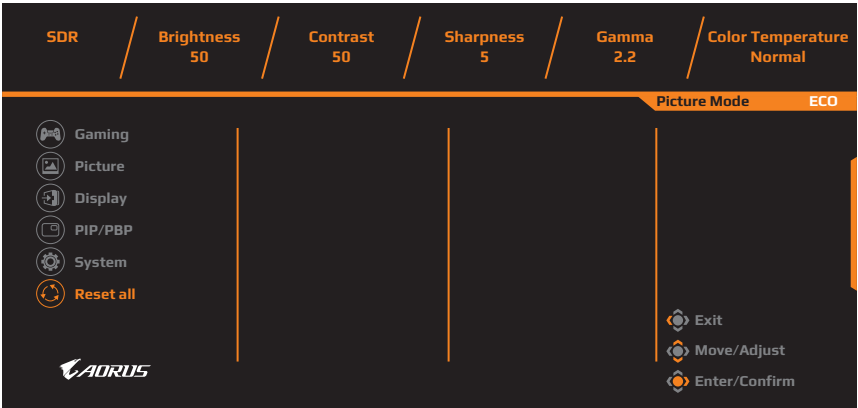 SDR
Brightness
50
Contrast
50
Sharpness
5
Gamma
2.2
Color Temperature
Normal
Picture Mode ECO
Gaming
Picture
Display
PIP/PBP
System
Reset all
AORUS
Exit
Move/Adjust
Enter/Confirm